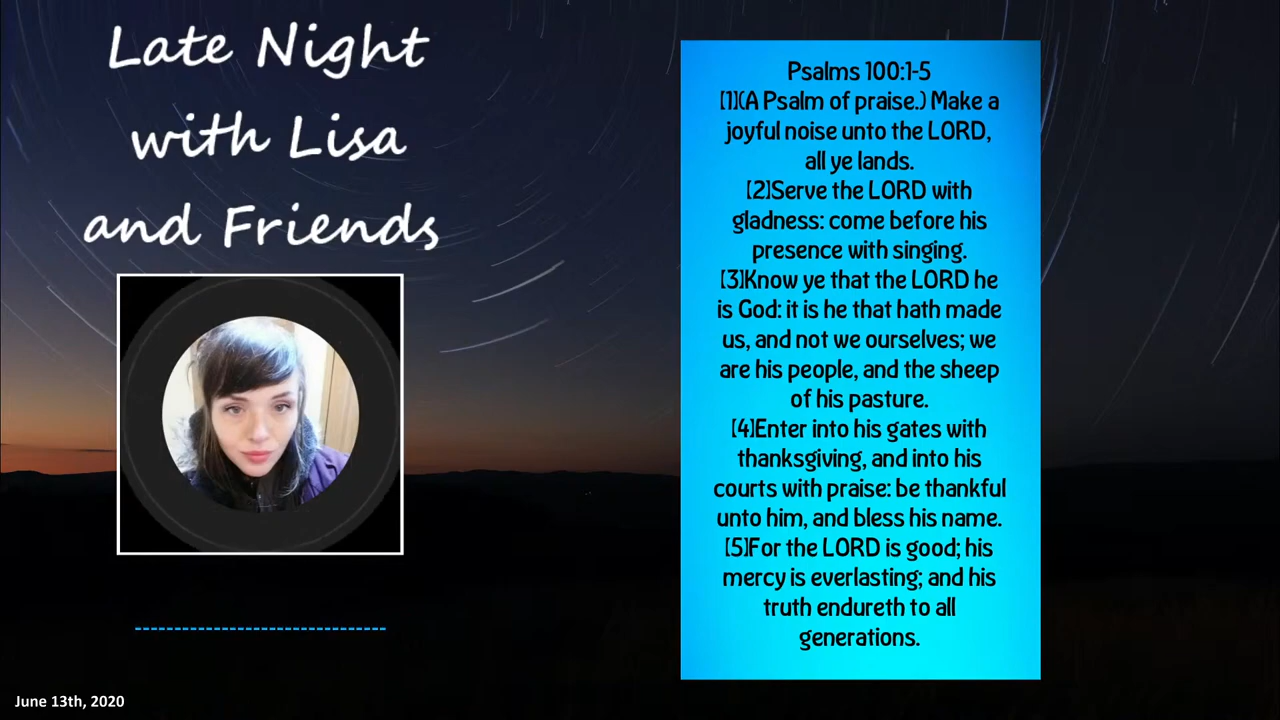 Late Night
with Lisa
and Friends
Psalms 100:1-5
[1](A Psalm of praise.) Make a
joyful noise unto the LORD,
all ye lands.
[2]Serve the LORD with
gladness: come before his
presence with singing.
[3]Know ye that the LORD he
is God: it is he that hath made
us, and not we ourselves; we
are his people, and the sheep
of his pasture.
[4]Enter into his gates with
thanksgiving, and into his
courts with praise: be thankful
unto him, and bless his name.
[5]For the LORD is good; his
mercy is everlasting; and his
truth endureth to all
generations.
June 13th, 2020